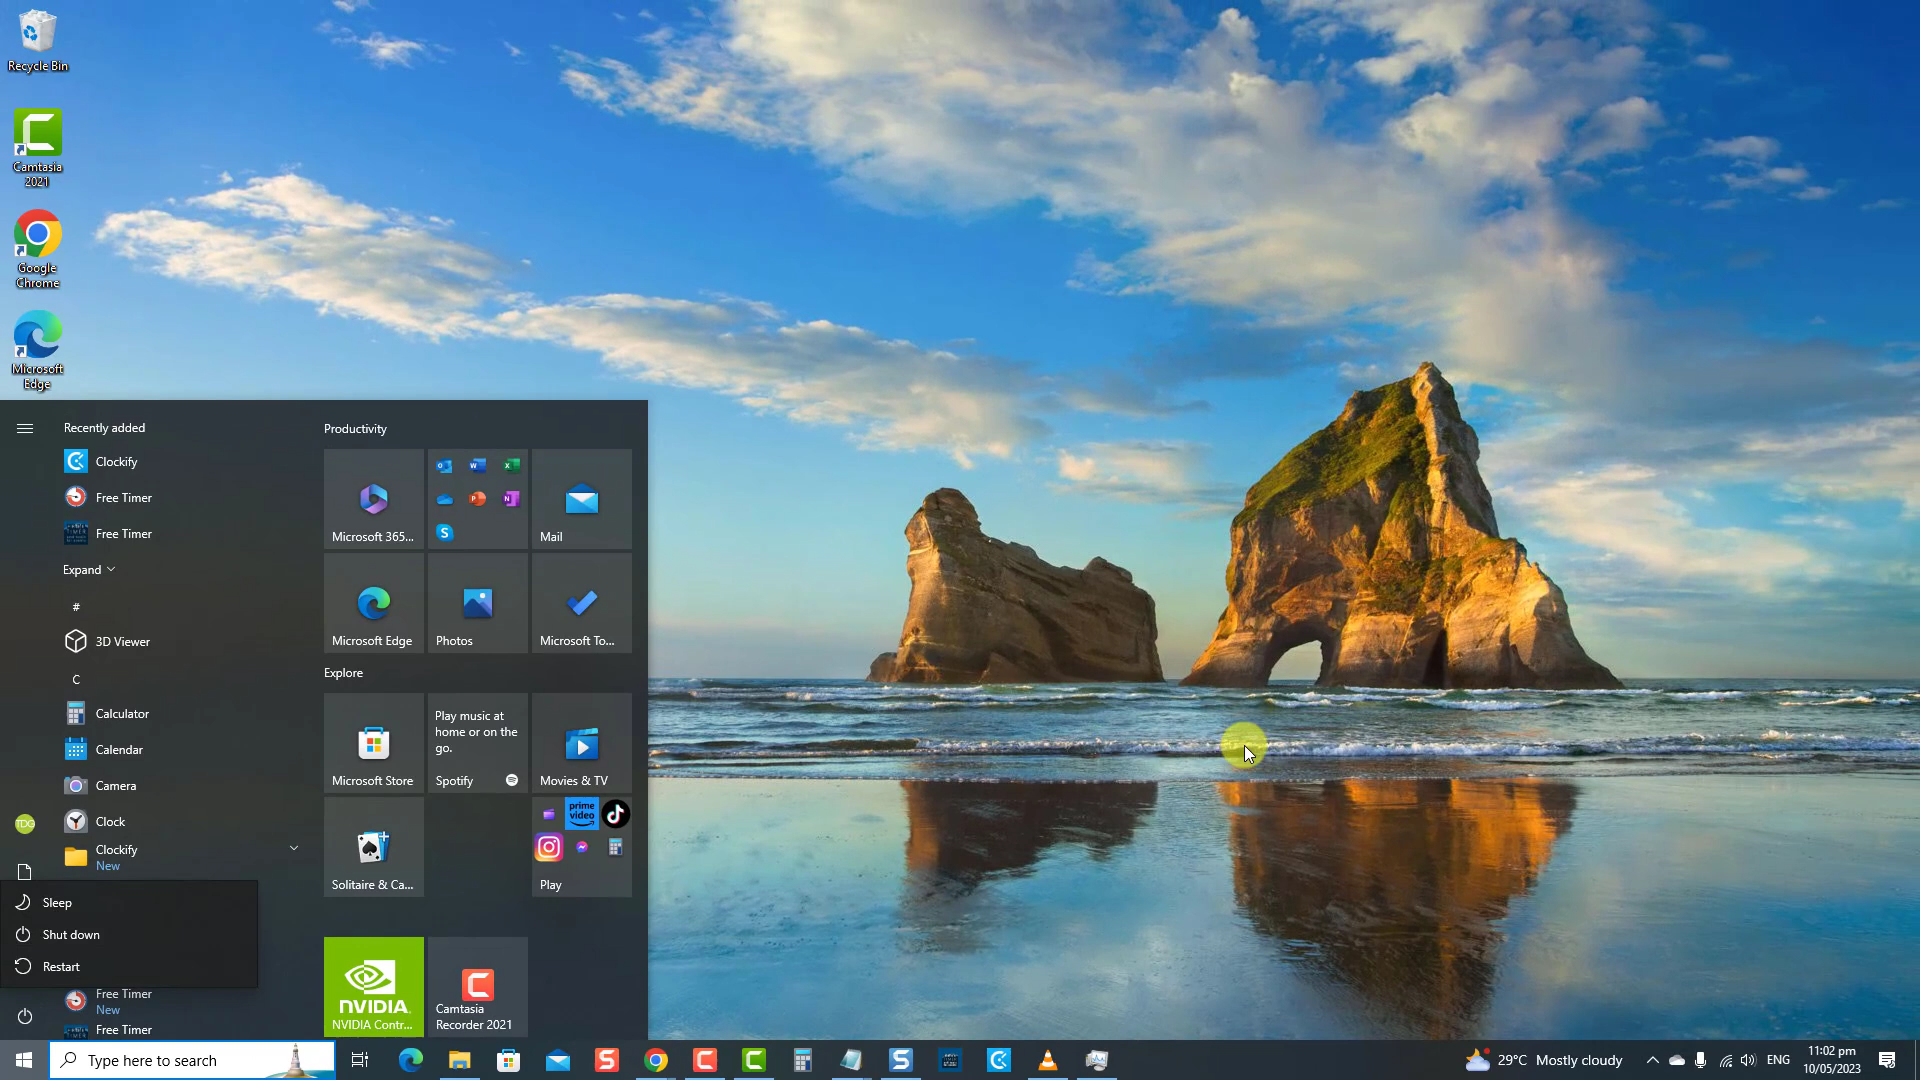 Recycle Bin
Camtasia
2021
Google
Chrome
Microsoft
Edge
Recently added
Clockify
Free Timer
Free Timer
Expand
#
3D Viewer
C
Calculator
Calendar
Camera
Clock
Clockify
New
TDG
Sleep
Shut down
Restart
Free Timer
New
Free Timer
Productivity
Microsoft 365...
Mail
Microsoft Edge
Photos
Microsoft To...
Explore
Microsoft Store
Play music at
home or on the
go.
Spotify
Movies & TV
Solitaire & Ca...
prime
video
Play
NVIDIA.
NVIDIA Contr...
Camtasia
Recorder 2021
Type here to search
29°C Mostly cloudy
ENG
11:02 pm
10/05/2023